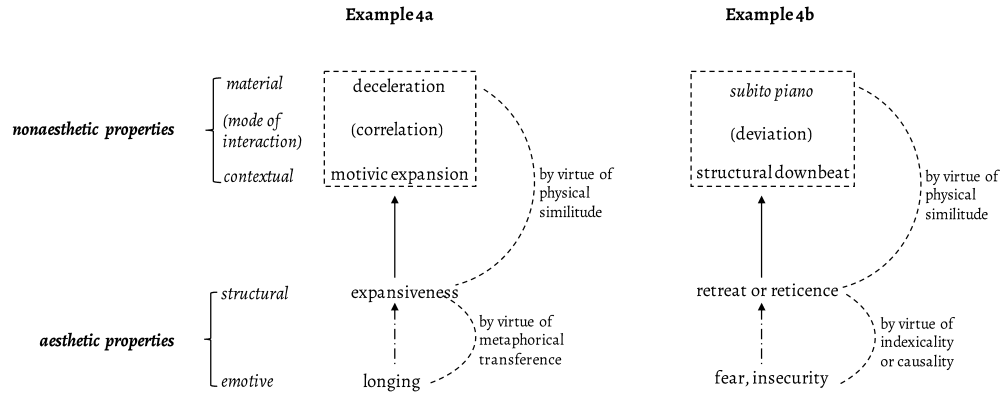 Example 4a
Example 4b
material
deceleration
subito piano
nonaesthetic properties
(mode of
interaction)
(correlation)
(deviation)
contextual
motivic expansion
structural downbeat
by virtue of
physical
similitude
by virtue of
physical
similitude
structural
expansiveness
retreat or reticence
aesthetic properties
by virtue of
metaphorical
transference
by virtue of
indexicality
or causality
emotive
longing
fear, insecurity